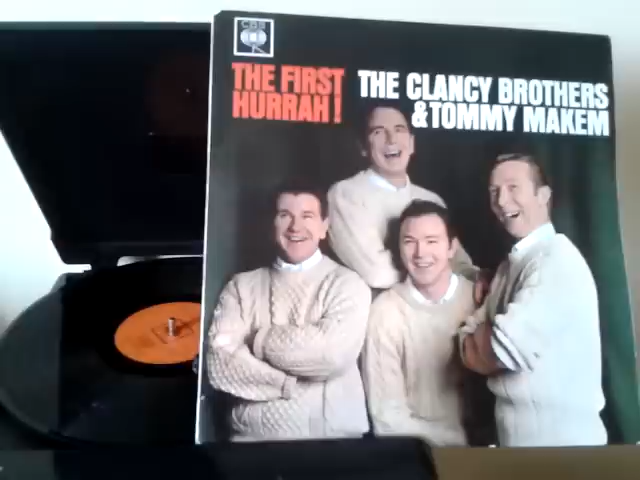 CBS
THE FIRST
HURRAH!
THE CLANCY BROTHERS
& TOMMY MAKEM